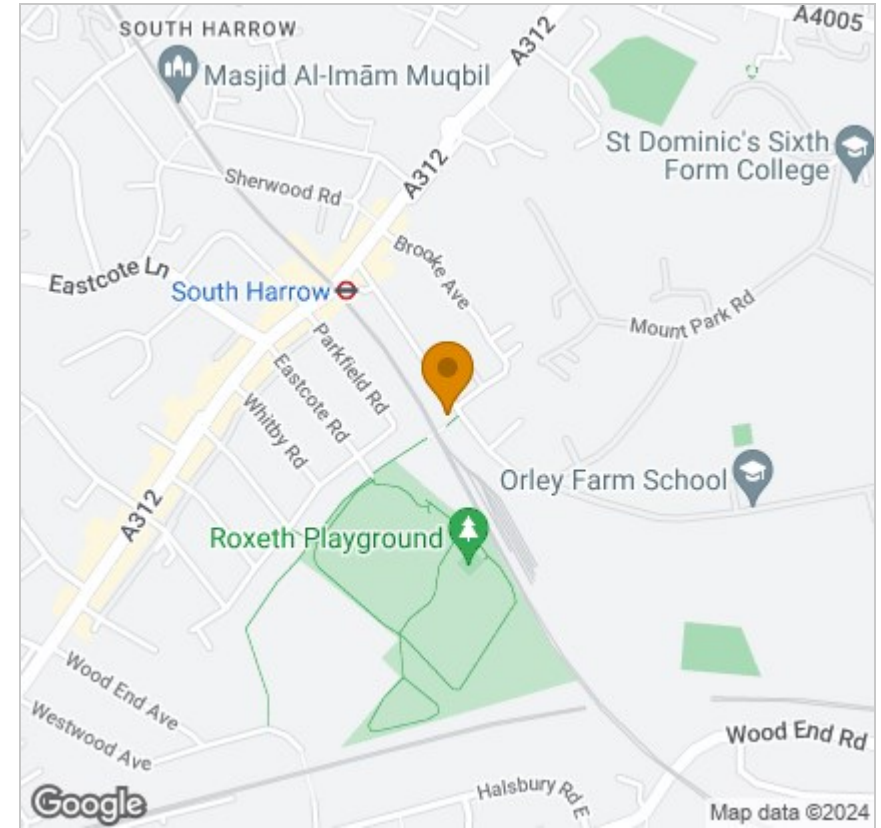 A4005
SOUTH HARROW
A312
Masjid Al-Imām Muqbil
St Dominic's Sixth
Form College
A312
Sherwood Rd
Brooke Ave
Eastcote Ln
South Harrow
Mount Park Rd
Parkfield Rd
Eastcote Rd
Whitby Rd
Orley Farm School
A312
Roxeth Playground
Wood End Ave
Westwood Ave
Wood End Rd
Halsbury Rd E
Google
Map data ©2024